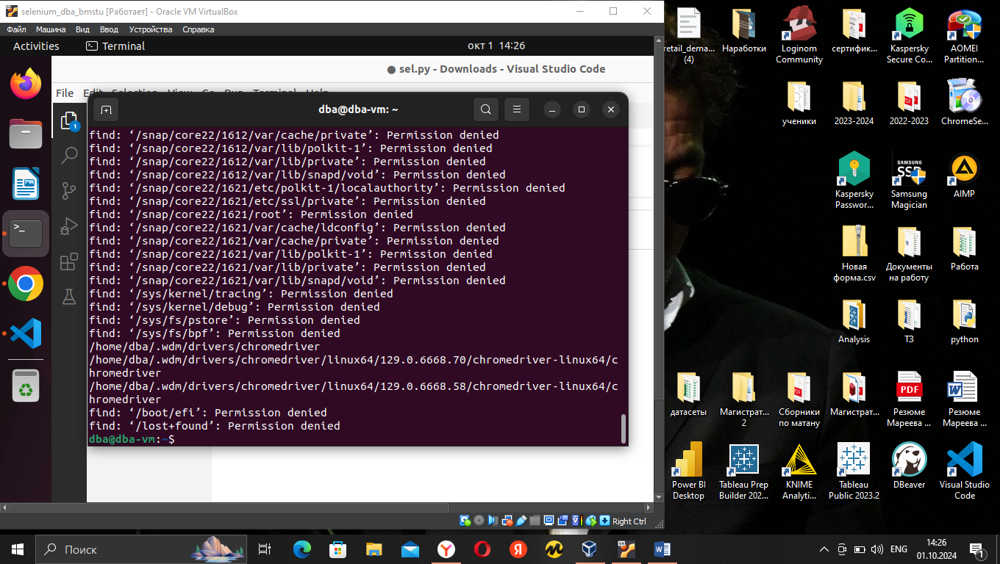 selenium_dba_bmstu [Работает] - Oracle VM VirtualBox
Файл Машина Вид Ввод Устройства Справка
Activities Terminal окт 1 14:26
● sel.py - Downloads - Visual Studio Code
File Edit Selection View Go Run Terminal Help
dba@dba-vm: ~
find: ‘/snap/core22/1612/var/cache/private’: Permission denied
find: ‘/snap/core22/1612/var/lib/polkit-1’: Permission denied
find: ‘/snap/core22/1612/var/lib/private’: Permission denied
find: ‘/snap/core22/1612/var/lib/snapd/void’: Permission denied
find: ‘/snap/core22/1621/etc/polkit-1/localauthority’: Permission denied
find: ‘/snap/core22/1621/etc/ssl/private’: Permission denied
find: ‘/snap/core22/1621/root’: Permission denied
find: ‘/snap/core22/1621/var/cache/ldconfig’: Permission denied
find: ‘/snap/core22/1621/var/cache/private’: Permission denied
find: ‘/snap/core22/1621/var/lib/polkit-1’: Permission denied
find: ‘/snap/core22/1621/var/lib/private’: Permission denied
find: ‘/snap/core22/1621/var/lib/snapd/void’: Permission denied
find: ‘/sys/kernel/tracing’: Permission denied
find: ‘/sys/kernel/debug’: Permission denied
find: ‘/sys/fs/pstore’: Permission denied
find: ‘/sys/fs/bpf’: Permission denied
/home/dba/.wdm/drivers/chromedriver
/home/dba/.wdm/drivers/chromedriver/linux64/129.0.6668.70/chromedriver-linux64/c
hromedriver
/home/dba/.wdm/drivers/chromedriver/linux64/129.0.6668.58/chromedriver-linux64/c
hromedriver
find: ‘/boot/efi’: Permission denied
find: ‘/lost+found’: Permission denied
dba@dba-vm:~$
1
Right Ctrl
retail_dema...
(4)
Наработки
Loginom
Community
сертифик...
Kaspersky
Secure Co...
AOMEI
Partition...
ученики
2023-2024
2022-2023
ChromeSe...
Kaspersky
Passwor...
SAMSUNG
SSD
Samsung
Magician
AIMP
Новая
форма.csv
Документы
на работу
Работа
Analysis
ТЗ
python
датасеты
Магистрат...
2
Сборники
по матану
Магистрат...
PDF
Резюме
Мареева ...
Резюме
Мареева ...
Power BI
Desktop
Tableau Prep
Builder 202...
KNIME
Analyti...
Tableau
Public 2023.2
DBeaver
Visual Studio
Code
Поиск
ENG
14:26
01.10.2024
1